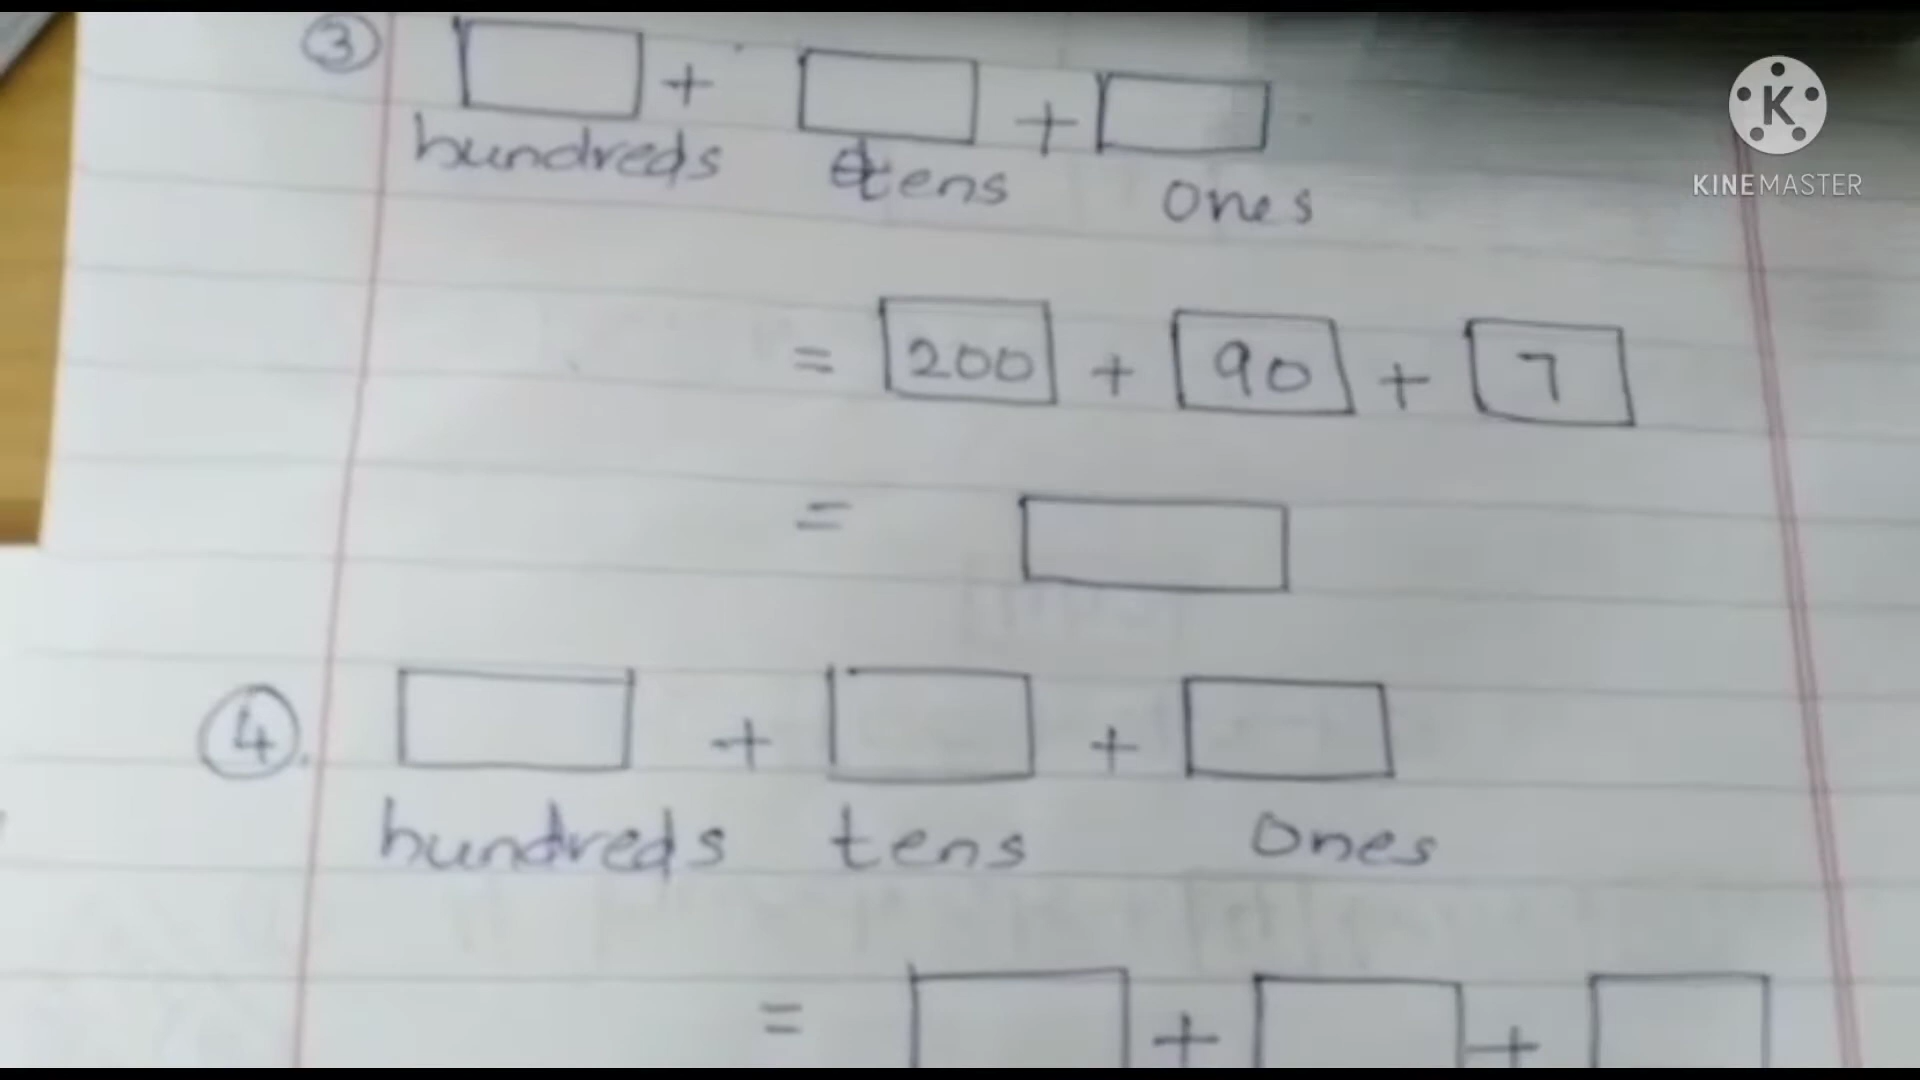 ③ + +
hundreds tens ones
= 200 + 90 + 7
=
④. + +
hundreds tens ones
= + +
K
KINEMASTER